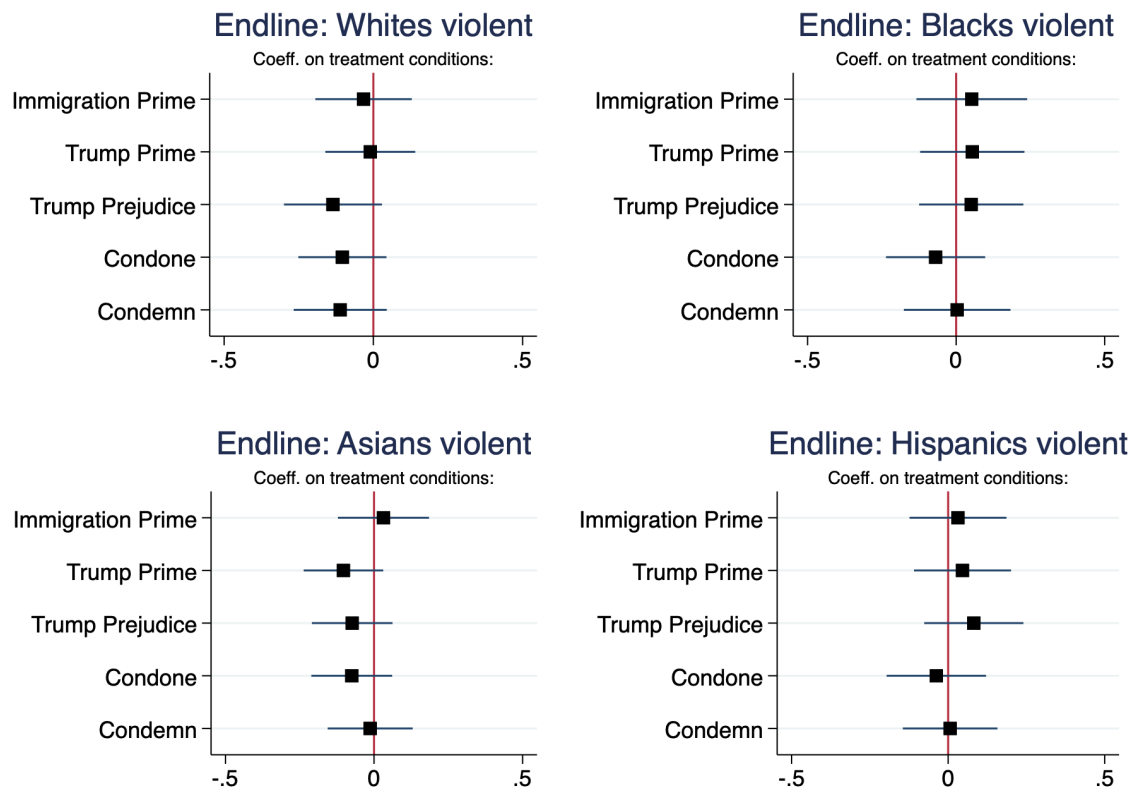 Endline: Whites violent
Coeff. on treatment conditions:
Immigration Prime
Trump Prime
Trump Prejudice
Condone
Condemn
-.5 0 .5
Endline: Blacks violent
Coeff. on treatment conditions:
Immigration Prime
Trump Prime
Trump Prejudice
Condone
Condemn
-.5 0 .5
Endline: Asians violent
Coeff. on treatment conditions:
Immigration Prime
Trump Prime
Trump Prejudice
Condone
Condemn
-.5 0 .5
Endline: Hispanics violent
Coeff. on treatment conditions:
Immigration Prime
Trump Prime
Trump Prejudice
Condone
Condemn
-.5 0 .5